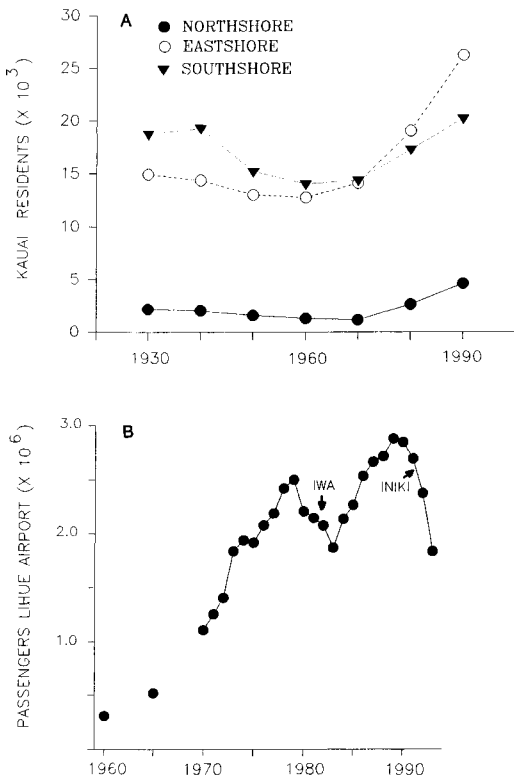 A
NORTHSHORE
EASTSHORE
SOUTHSHORE
KAUAI RESIDENTS (X 10³)
30
25
20
15
10
5
0
1930
1960
1990
B
PASSENGERS LIHUE AIRPORT (X 10⁶)
3.0
2.0
1.0
IWA
INIKI
1960
1970
1980
1990